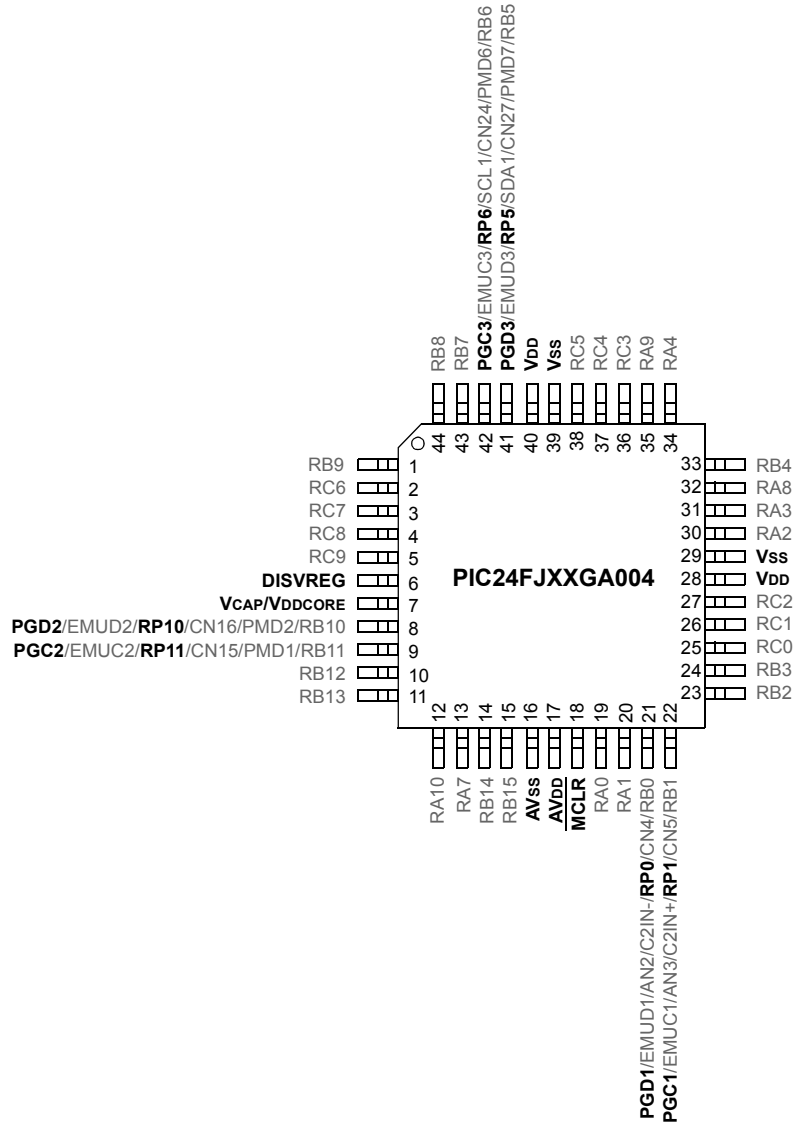 PGC3/EMUC3/RP6/SCL1/CN24/PMD6/RB6
PGD3/EMUD3/RP5/SDA1/CN27/PMD7/RB5
RB8
RB7
VDD
VSS
RC5
RC4
RC3
RA9
RA4
44
43
42
41
40
39
38
37
36
35
34
RB9 1
RC6 2
RC7 3
RC8 4
RC9 5
DISVREG 6
VCAP/VDDCORE 7
PGD2/EMUD2/RP10/CN16/PMD2/RB10 8
PGC2/EMUC2/RP11/CN15/PMD1/RB11 9
RB12 10
RB13 11
PIC24FJXXGA004
33 RB4
32 RA8
31 RA3
30 RA2
29 VSS
28 VDD
27 RC2
26 RC1
25 RC0
24 RB3
23 RB2
12
13
14
15
16
17
18
19
20
21
22
RA10
RA7
RB14
RB15
AVSS
AVDD
MCLR
RA0
RA1
PGD1/EMUD1/AN2/C2IN-/RP0/CN4/RB0
PGC1/EMUC1/AN3/C2IN+/RP1/CN5/RB1